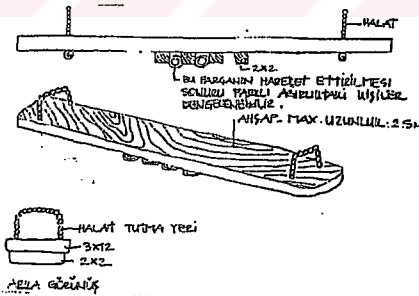 HALAT
2x2
BU PARÇANIN HAREKET ETTİRİLMESİ
SONUCU FARKLI AĞIRLIKTAKİ KİŞİLER
DENGELENEBİLİR.
AHŞAP. MAX. UZUNLUK: 2.5M
HALAT TUTMA YERİ
3x12
2x2
ARKA GÖRÜNÜŞ